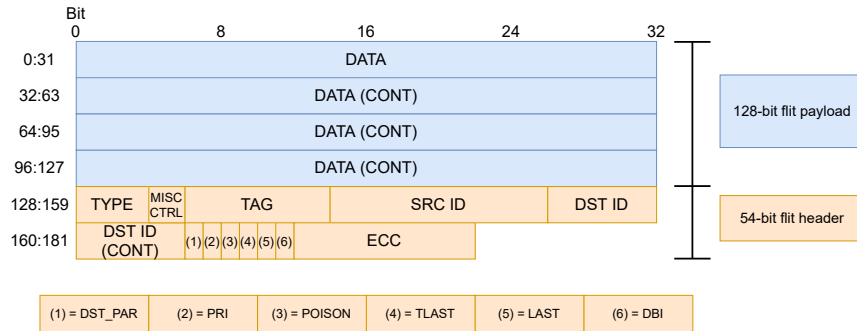 Bit
0 8 16 24 32
0:31 DATA
32:63 DATA (CONT)
64:95 DATA (CONT)
96:127 DATA (CONT)
128-bit flit payload
128:159 TYPE MISC CTRL TAG SRC ID DST ID
160:181 DST ID (CONT) (1) (2) (3) (4) (5) (6) ECC
54-bit flit header
(1) = DST_PAR (2) = PRI (3) = POISON (4) = TLAST (5) = LAST (6) = DBI